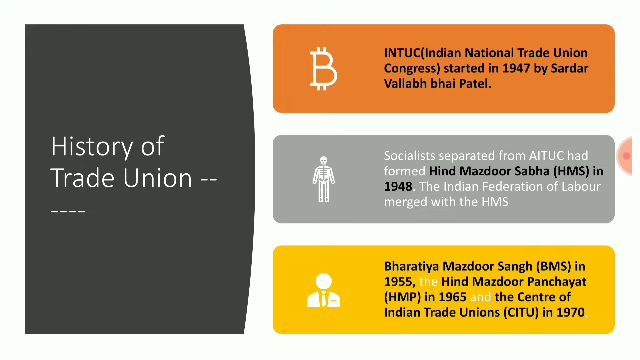 History of
Trade Union --
----
INTUC(Indian National Trade Union
Congress) started in 1947 by Sardar
Vallabh bhai Patel.
Socialists separated from AITUC had
formed Hind Mazdoor Sabha (HMS) in
1948. The Indian Federation of Labour
merged with the HMS
Bharatiya Mazdoor Sangh (BMS) in
1955, the Hind Mazdoor Panchayat
(HMP) in 1965 and the Centre of
Indian Trade Unions (CITU) in 1970